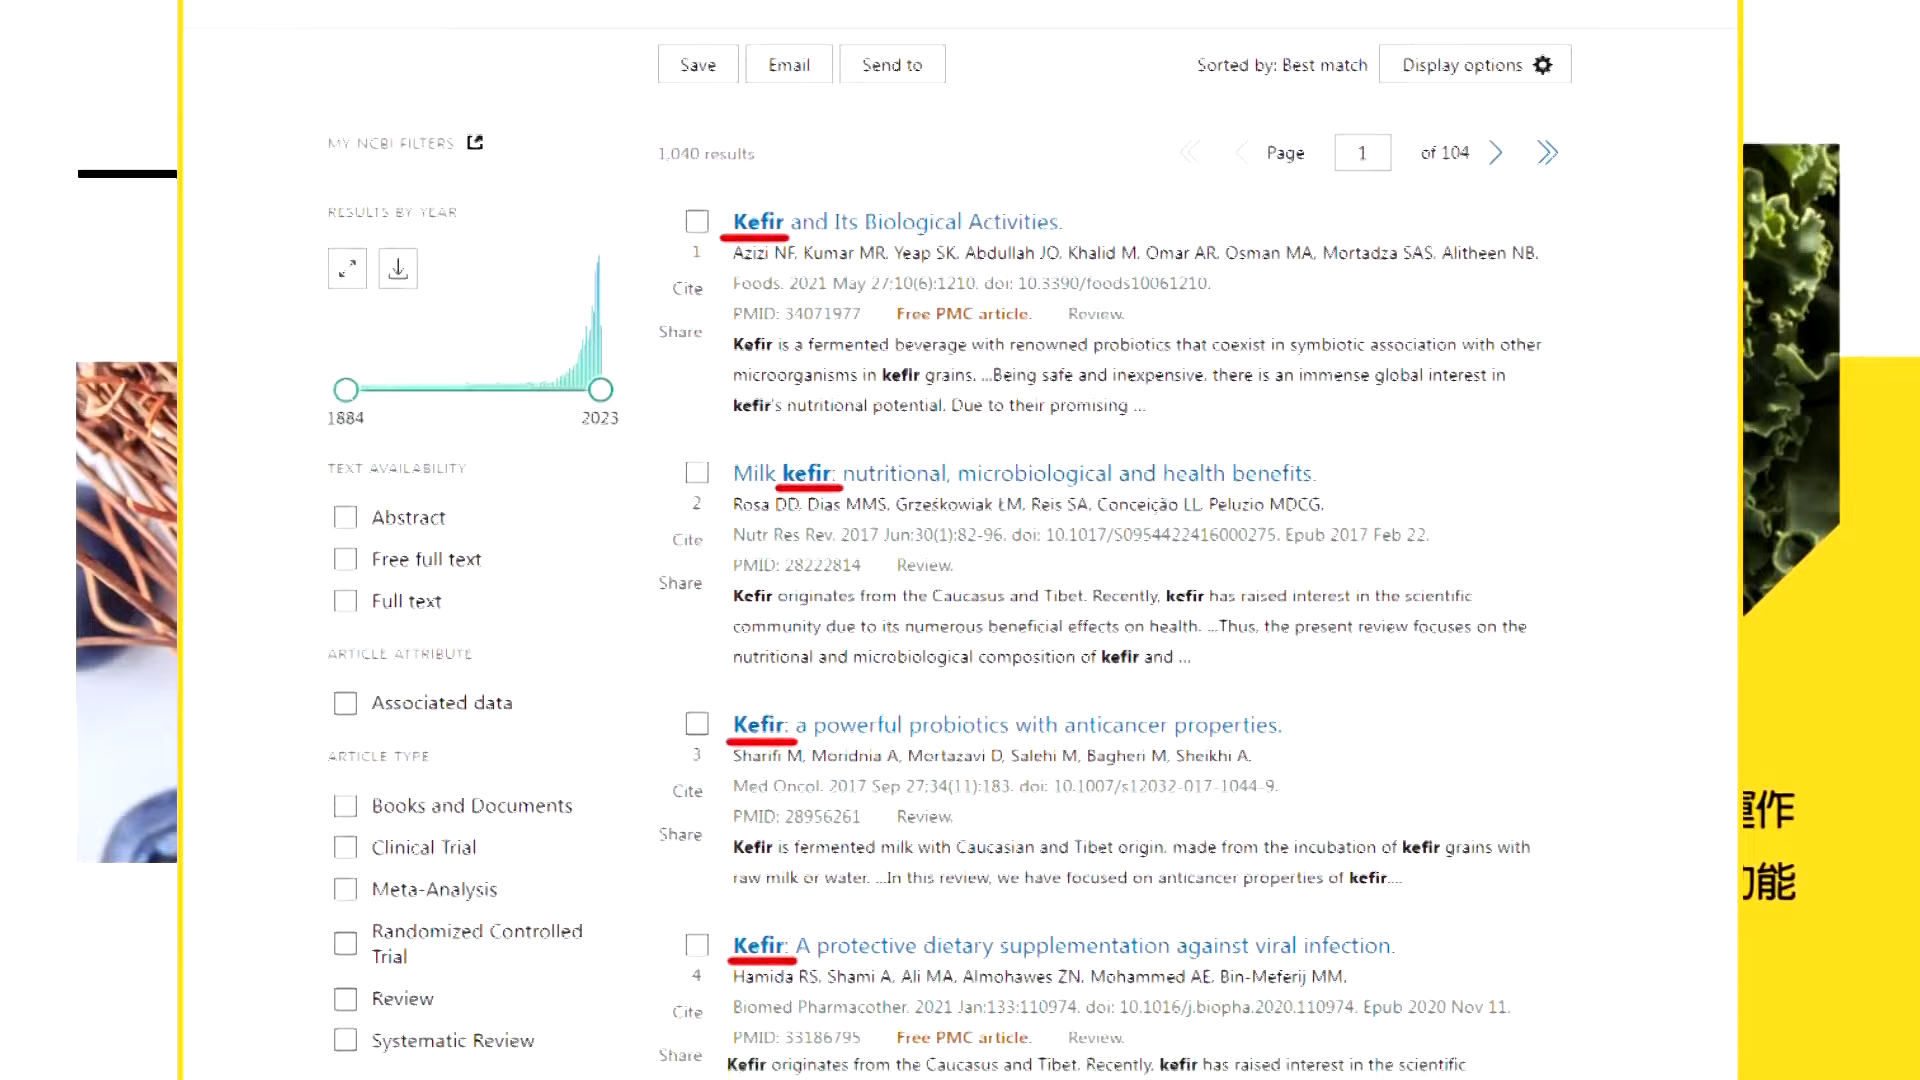 Save Email Send to Sorted by: Best match Display options
MY NCBI FILTERS
1,040 results
Page 1 of 104
RESULTS BY YEAR
1884 2023
TEXT AVAILABILITY
Abstract
Free full text
Full text
ARTICLE ATTRIBUTE
Associated data
ARTICLE TYPE
Books and Documents
Clinical Trial
Meta-Analysis
Randomized Controlled
Trial
Review
Systematic Review
Kefir and Its Biological Activities.
1
Azizi NF, Kumar MR, Yeap SK, Abdullah JO, Khalid M, Omar AR, Osman MA, Mortadza SAS, Alitheen NB.
Cite
Foods. 2021 May 27;10(6):1210. doi: 10.3390/foods10061210.
PMID: 34071977 Free PMC article. Review.
Share
Kefir is a fermented beverage with renowned probiotics that coexist in symbiotic association with other
microorganisms in kefir grains. ...Being safe and inexpensive, there is an immense global interest in
kefir's nutritional potential. Due to their promising ...
Milk kefir: nutritional, microbiological and health benefits.
2
Rosa DD, Dias MMS, Grześkowiak ŁM, Reis SA, Conceição LL, Peluzio MDCG.
Cite
Nutr Res Rev. 2017 Jun;30(1):82-96. doi: 10.1017/S0954422416000275. Epub 2017 Feb 22.
PMID: 28222814 Review.
Share
Kefir originates from the Caucasus and Tibet. Recently, kefir has raised interest in the scientific
community due to its numerous beneficial effects on health. ...Thus, the present review focuses on the
nutritional and microbiological composition of kefir and ...
Kefir: a powerful probiotics with anticancer properties.
3
Sharifi M, Moridnia A, Mortazavi D, Salehi M, Bagheri M, Sheikhi A.
Cite
Med Oncol. 2017 Sep 27;34(11):183. doi: 10.1007/s12032-017-1044-9.
PMID: 28956261 Review.
Share
Kefir is fermented milk with Caucasian and Tibet origin, made from the incubation of kefir grains with
raw milk or water. ...In this review, we have focused on anticancer properties of kefir....
Kefir: A protective dietary supplementation against viral infection.
4
Hamida RS, Shami A, Ali MA, Almohawes ZN, Mohammed AE, Bin-Meferij MM.
Cite
Biomed Pharmacother. 2021 Jan;133:110974. doi: 10.1016/j.biopha.2020.110974. Epub 2020 Nov 11.
PMID: 33186795 Free PMC article. Review.
Share
Kefir originates from the Caucasus and Tibet. Recently, kefir has raised interest in the scientific
作
能